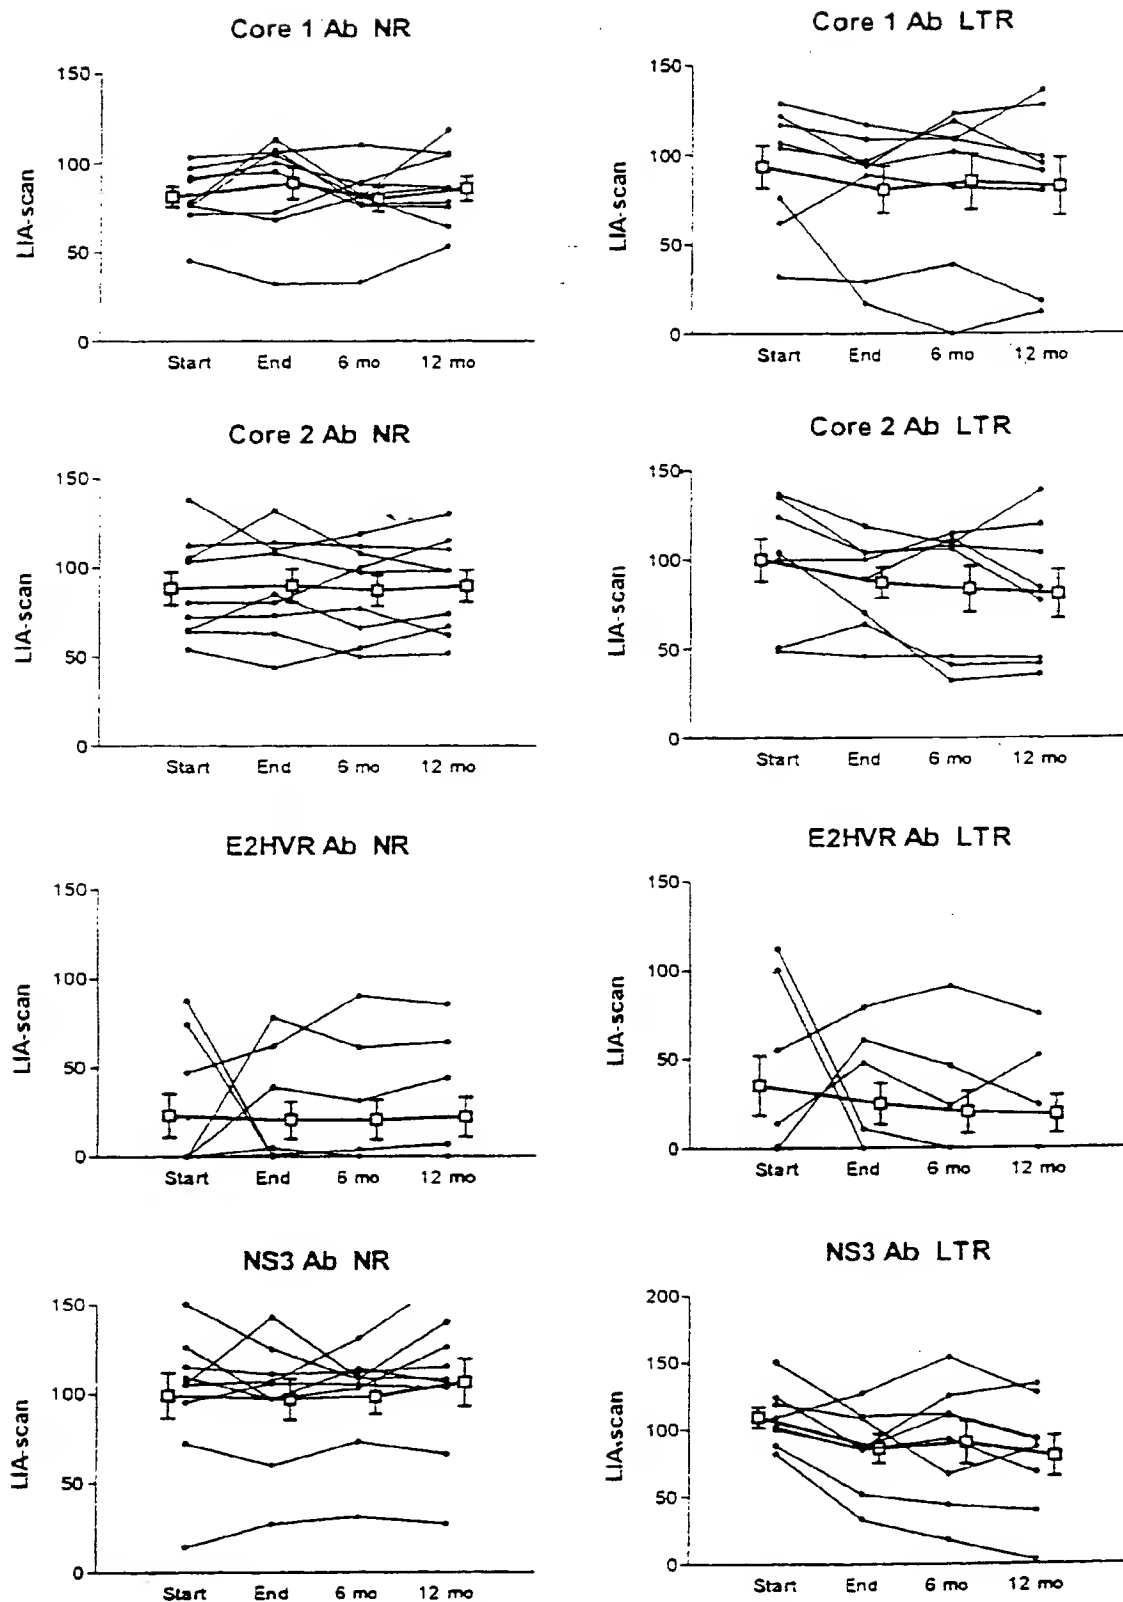 Core 1 Ab NR
LIA-scan
150
100
50
0
Start End 6 mo 12 mo
Core 1 Ab LTR
LIA-scan
150
100
50
0
Start End 6 mo 12 mo
Core 2 Ab NR
LIA-scan
150
100
50
0
Start End 6 mo 12 mo
Core 2 Ab LTR
LIA-scan
150
100
50
0
Start End 6 mo 12 mo
E2HVR Ab NR
LIA-scan
150
100
50
0
Start End 6 mo 12 mo
E2HVR Ab LTR
LIA-scan
150
100
50
0
Start End 6 mo 12 mo
NS3 Ab NR
LIA-scan
150
100
50
0
Start End 6 mo 12 mo
NS3 Ab LTR
LIA-scan
200
150
100
50
0
Start End 6 mo 12 mo